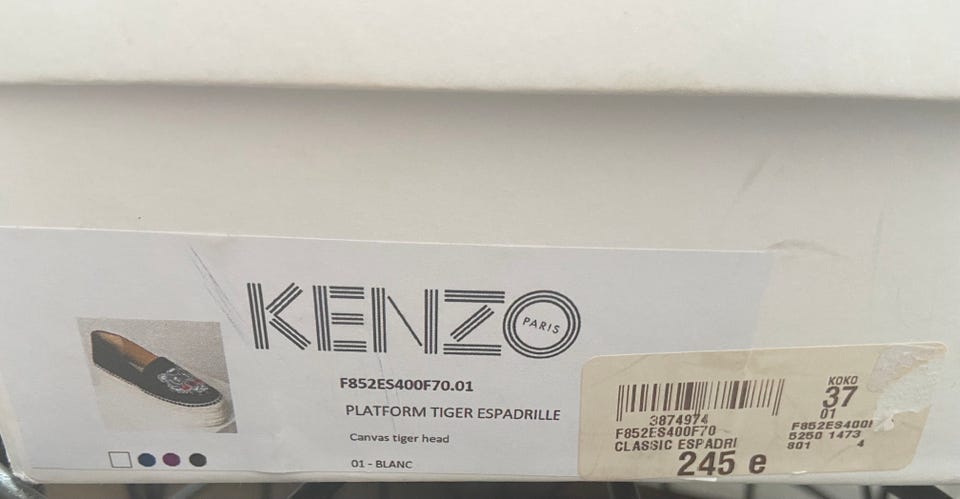 KENZO
PARIS
F852ES400F70.01
PLATFORM TIGER ESPADRILLE
Canvas tiger head
01 - BLANC
3874974
F852ES400F70
CLASSIC ESPADRI
245 e
KOKO
37
01
F852ES400
5250 1473
801 4